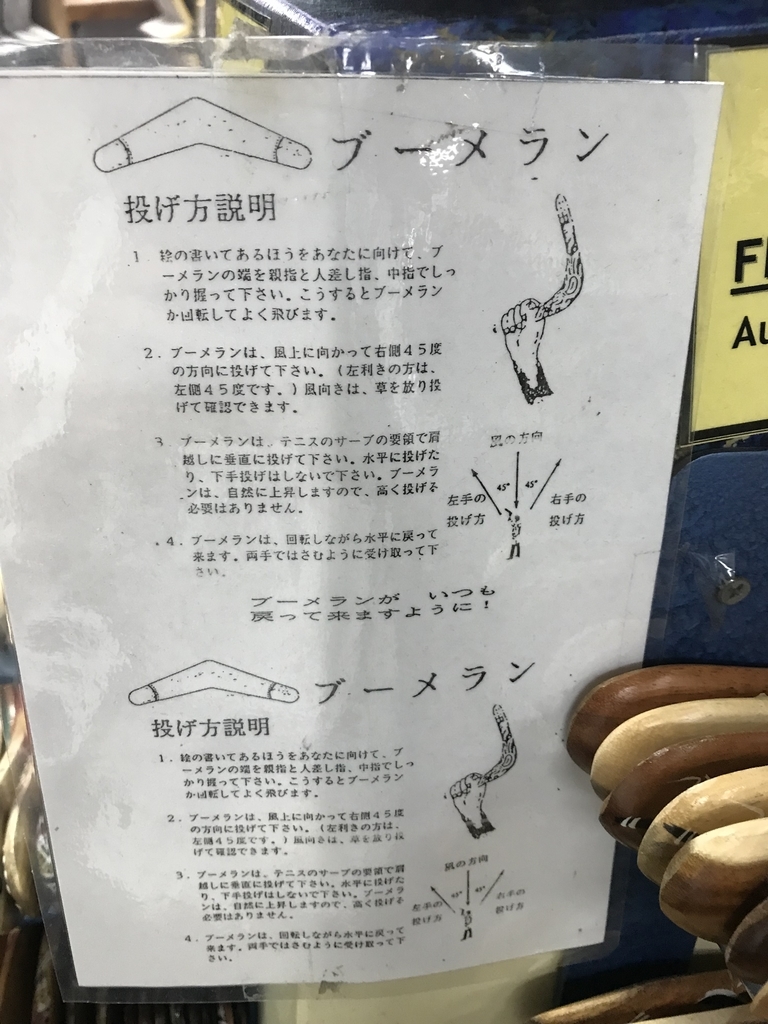 ブーメラン
投げ方説明
1. 絵の書いてあるほうをあなたに向けて、ブ
ーメランの端を親指と人差し指、中指でしっ
かり握って下さい。こうするとブーメラン
が回転してよく飛びます。
2. ブーメランは、風上に向かって右側45度
の方向に投げて下さい。(左利きの方は、
左側45度です。)風向きは、草を放り投
げて確認できます。
3. ブーメランは、テニスのサーブの要領で肩
越しに垂直に投げて下さい。水平に投げた
り、下手投げはしないで下さい。ブーメラ
ンは、自然に上昇しますので、高く投げる
必要はありません。
4. ブーメランは、回転しながら水平に戻って
来ます。両手ではさむように受け取って下
さい。
風の方向
45° 45°
左手の
投げ方
右手の
投げ方
ブーメランが いつも
戻って来ますように!
ブーメラン
投げ方説明
1. 絵の書いてあるほうをあなたに向けて、ブ
ーメランの端を親指と人差し指、中指でしっ
かり握って下さい。こうするとブーメラン
が回転してよく飛びます。
2. ブーメランは、風上に向かって右側45度
の方向に投げて下さい。(左利きの方は、
左側45度です。)風向きは、草を放り投
げて確認できます。
3. ブーメランは、テニスのサーブの要領で肩
越しに垂直に投げて下さい。水平に投げた
り、下手投げはしないで下さい。ブーメラ
ンは、自然に上昇しますので、高く投げる
必要はありません。
4. ブーメランは、回転しながら水平に戻って
来ます。両手ではさむように受け取って下
さい。
風の方向
45° 45°
左手の
投げ方
右手の
投げ方